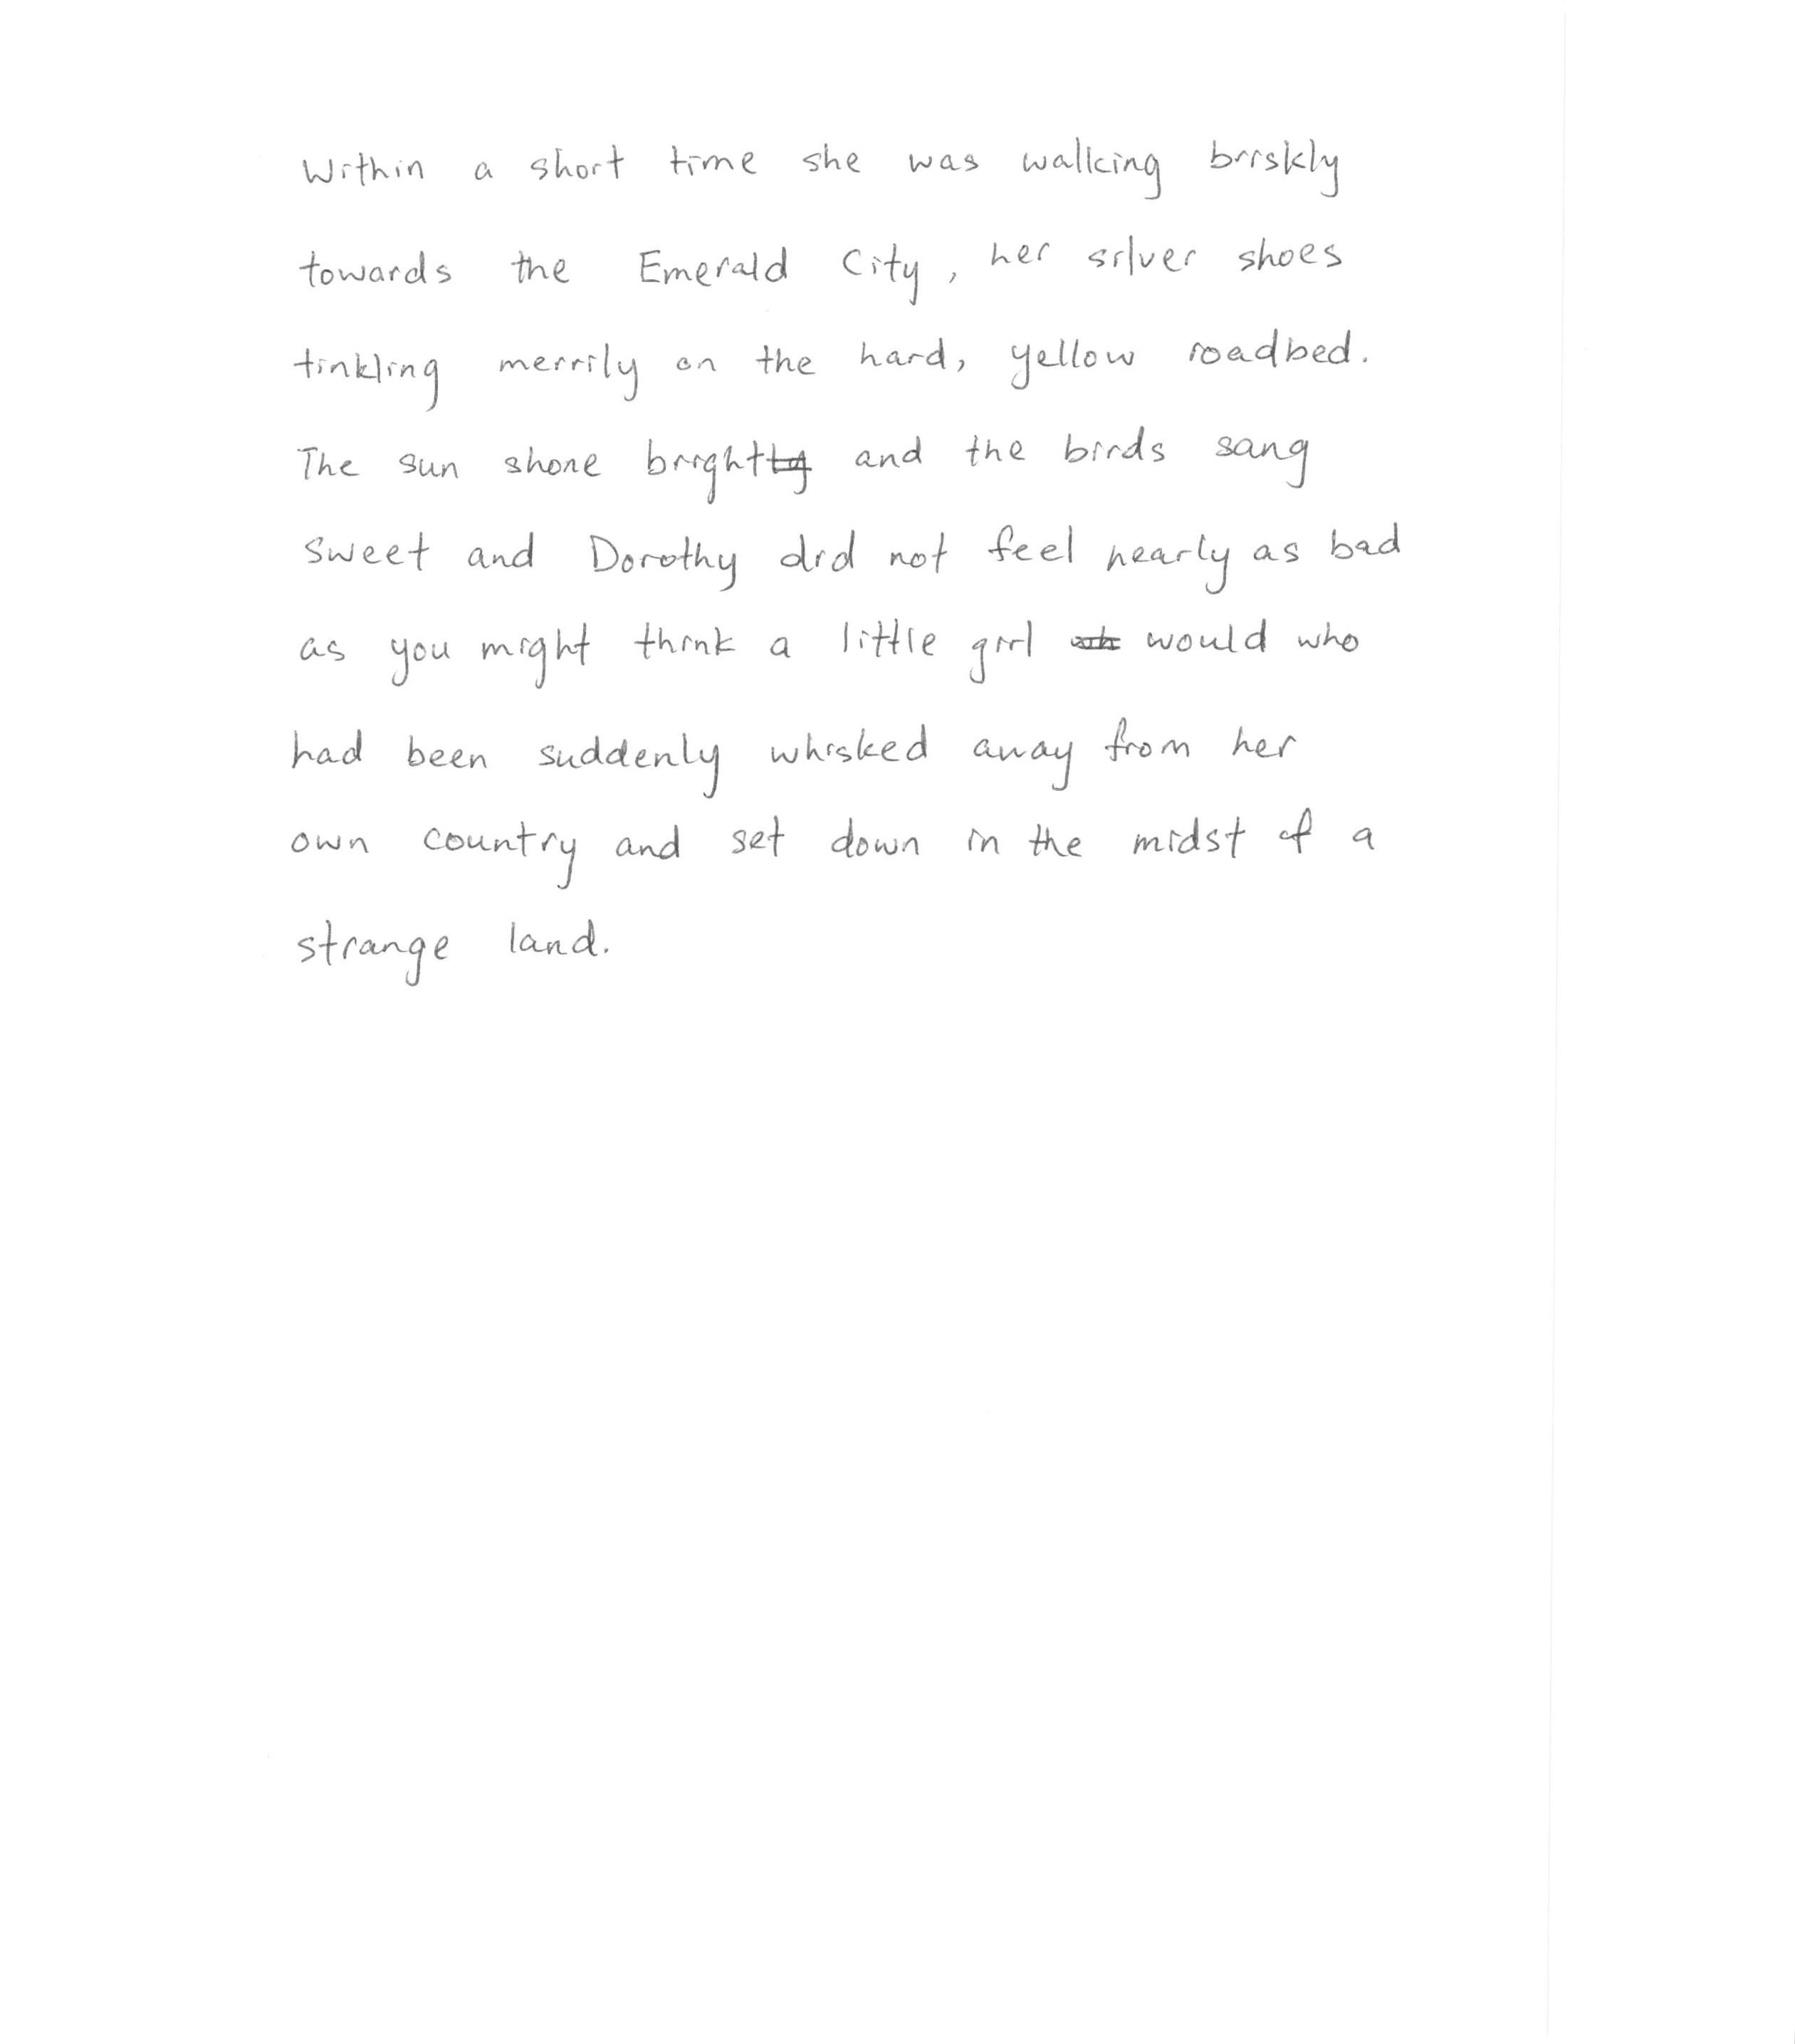 Within a short time she was walking briskly
towards the Emerald City, her silver shoes
tinkling merrily on the hard, yellow roadbed.
The sun shone bright and the birds sang
sweet and Dorothy did not feel nearly as bad
as you might think a little girl would who
had been suddenly whisked away from her
own country and set down in the midst of a
strange land.